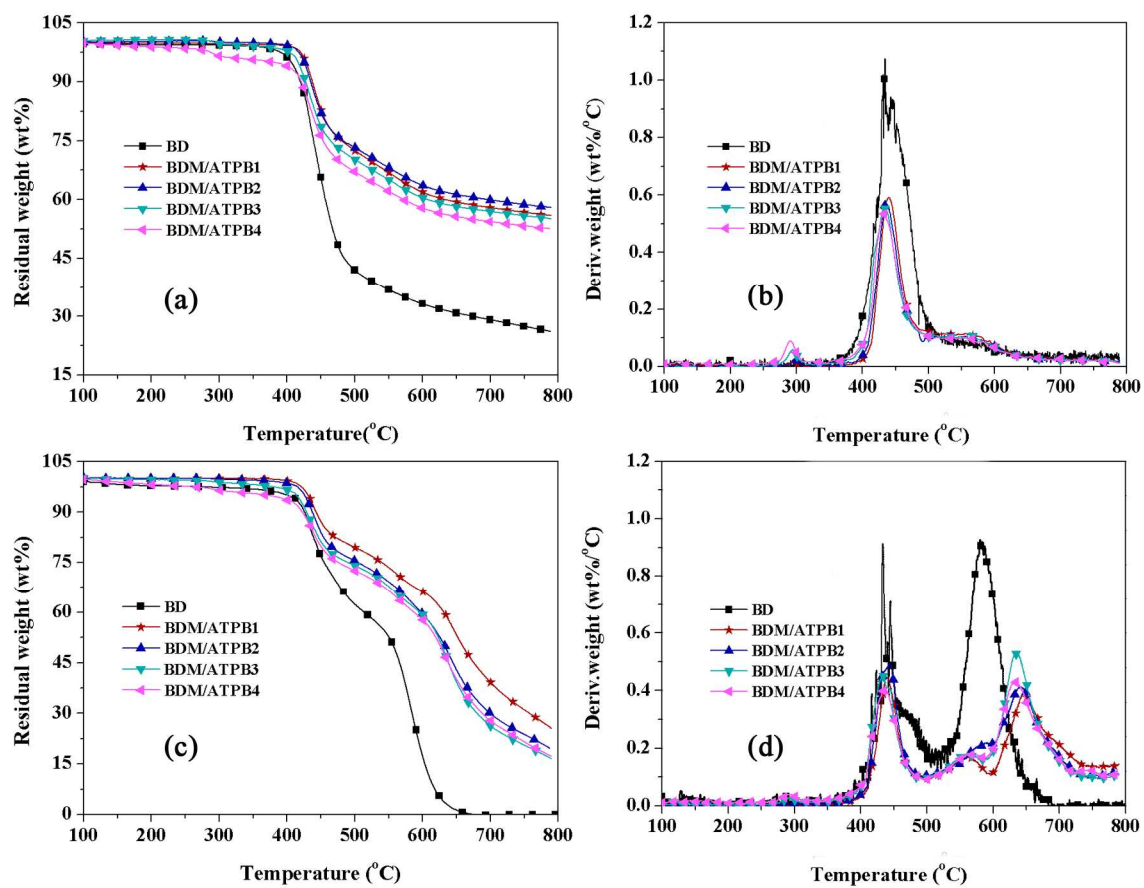 105
90
75
60
45
30
15
Residual weight (wt%)
BD
BDM/ATPB1
BDM/ATPB2
BDM/ATPB3
BDM/ATPB4
(a)
100 200 300 400 500 600 700 800
Temperature(°C)
1.2
1.0
0.8
0.6
0.4
0.2
0.0
Deriv.weight (wt%/°C)
BD
BDM/ATPB1
BDM/ATPB2
BDM/ATPB3
BDM/ATPB4
(b)
100 200 300 400 500 600 700 800
Temperature (°C)
105
90
75
60
45
30
15
0
Residual weight (wt%)
BD
BDM/ATPB1
BDM/ATPB2
BDM/ATPB3
BDM/ATPB4
(c)
100 200 300 400 500 600 700 800
Temperature (°C)
1.2
1.0
0.8
0.6
0.4
0.2
0.0
Deriv.weight (wt%/°C)
BD
BDM/ATPB1
BDM/ATPB2
BDM/ATPB3
BDM/ATPB4
(d)
100 200 300 400 500 600 700 800
Temperature (°C)